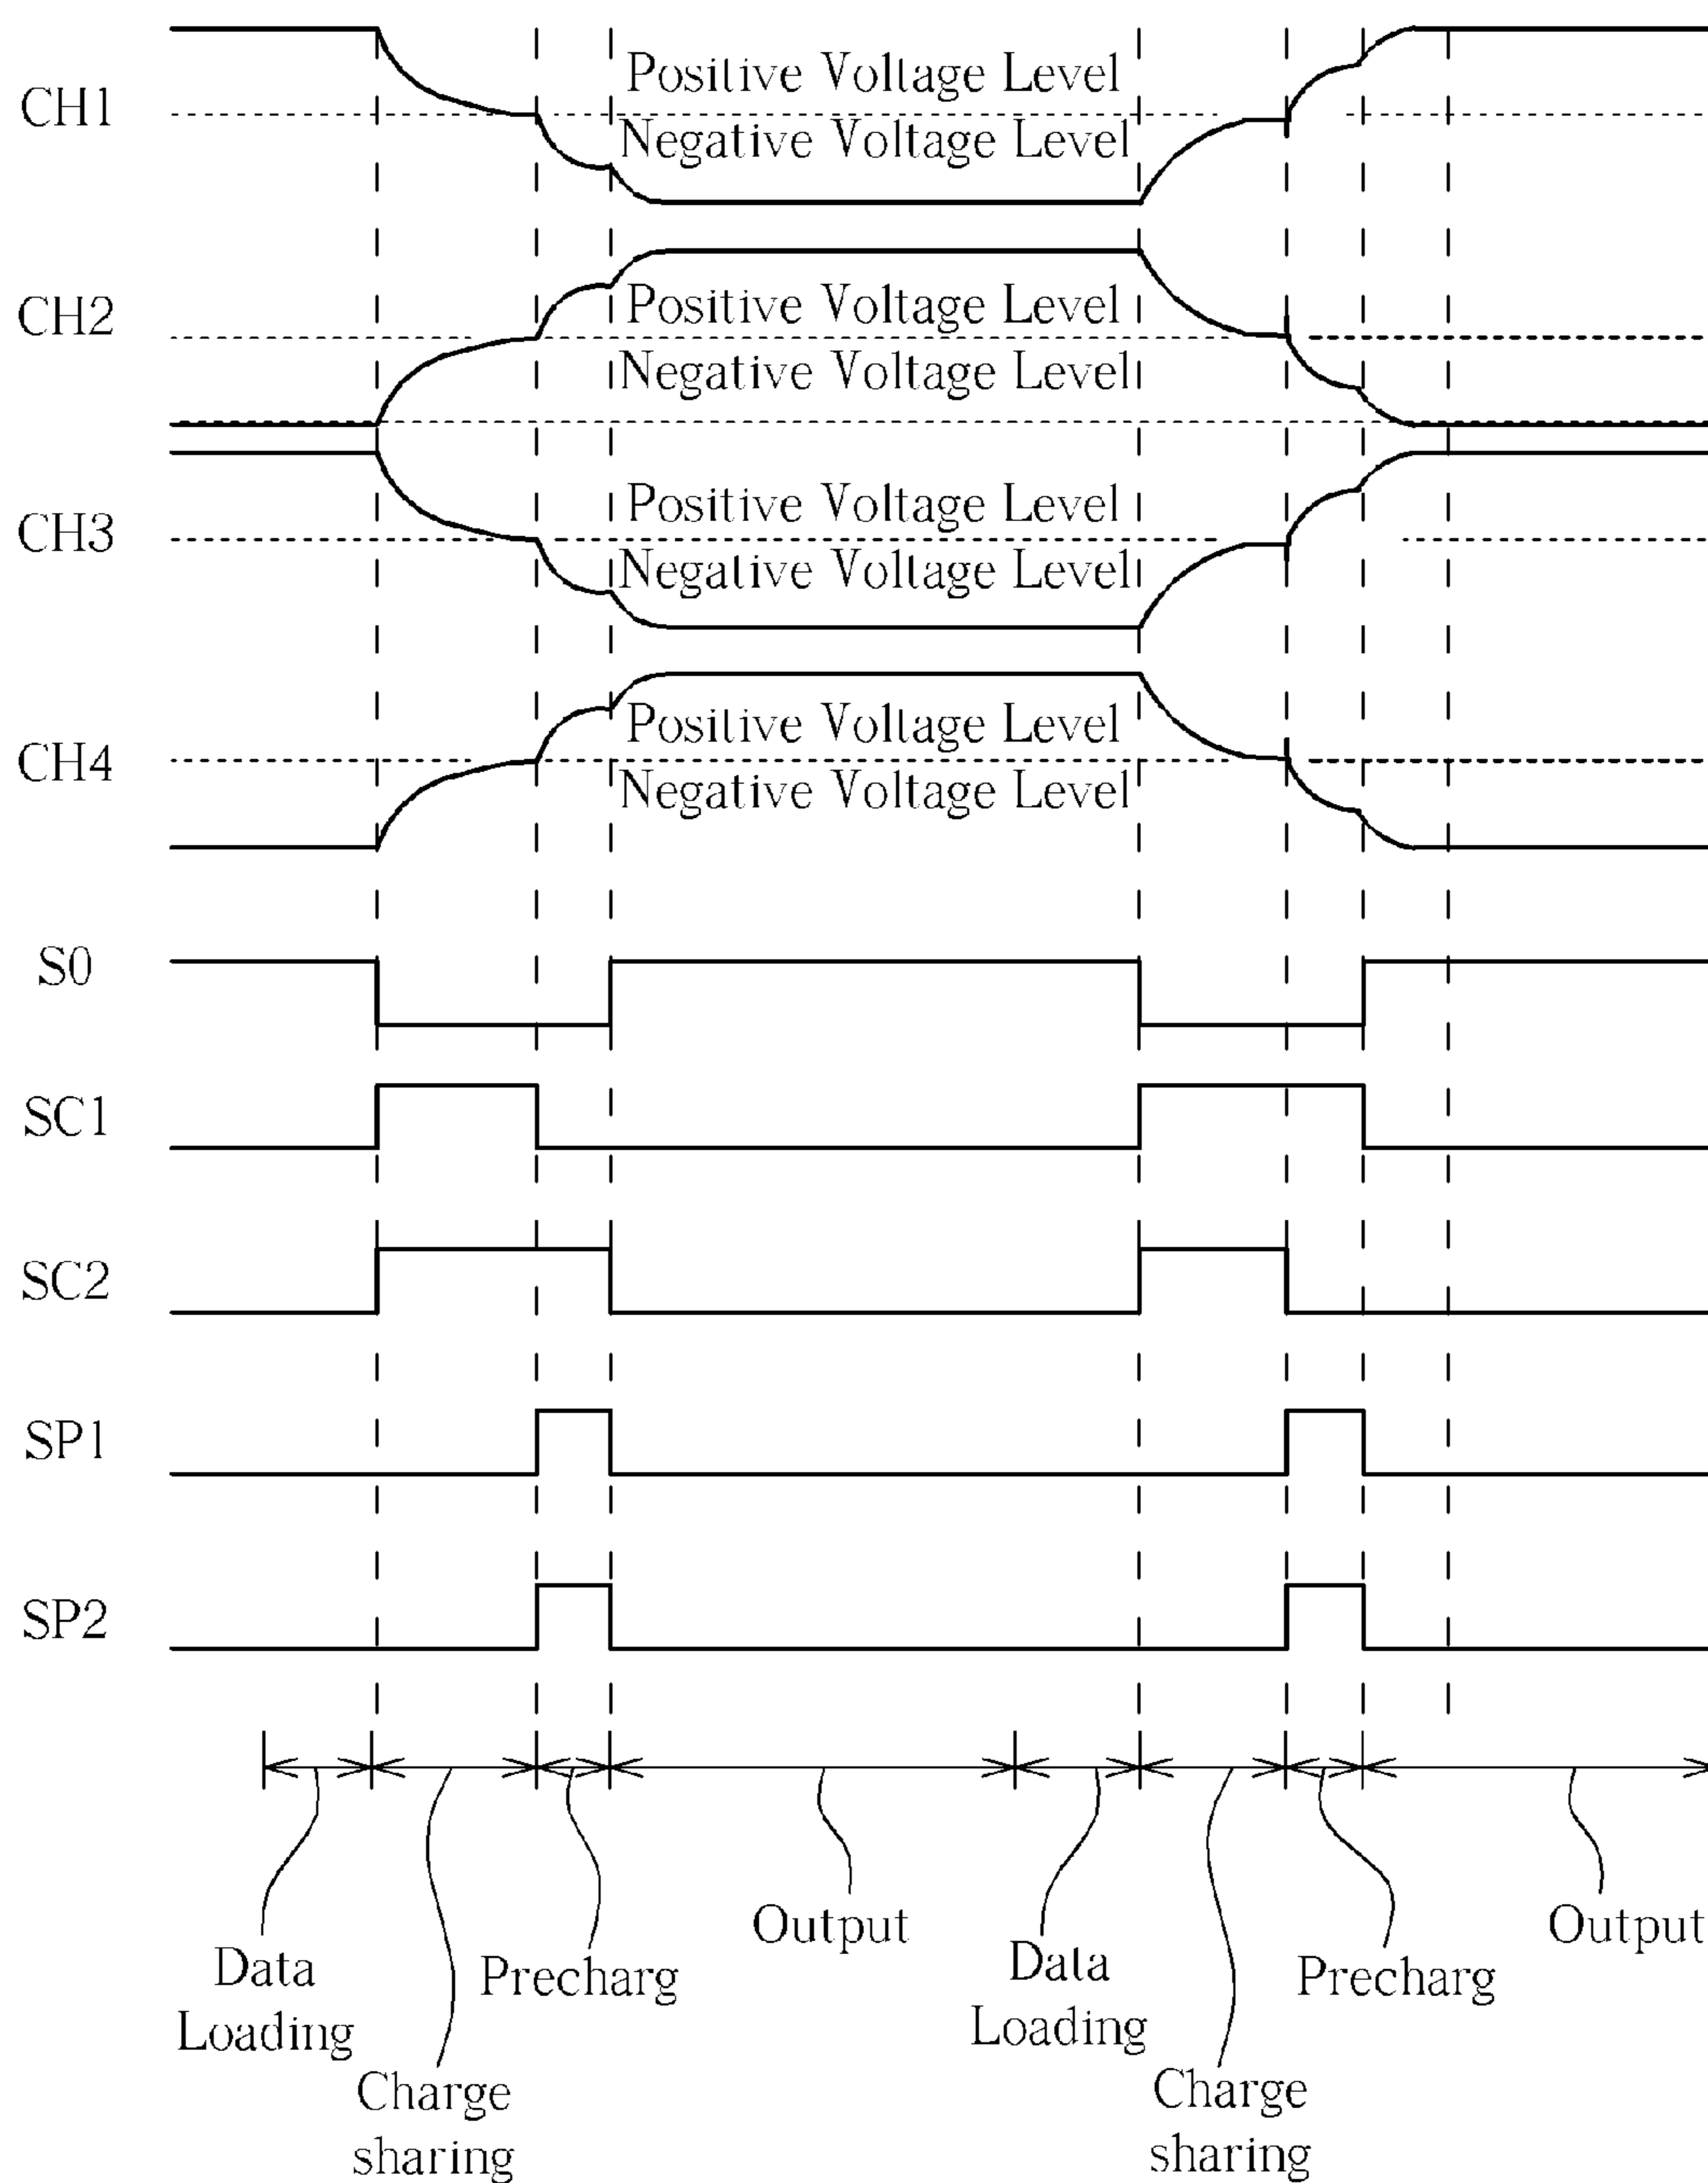 CH1
Positive Voltage Level
Negative Voltage Level
CH2
Positive Voltage Level
Negative Voltage Level
CH3
Positive Voltage Level
Negative Voltage Level
CH4
Positive Voltage Level
Negative Voltage Level
S0
SC1
SC2
SP1
SP2
Data
Loading
Charge
sharing
Precharg
Output
Data
Loading
Charge
sharing
Precharg
Output